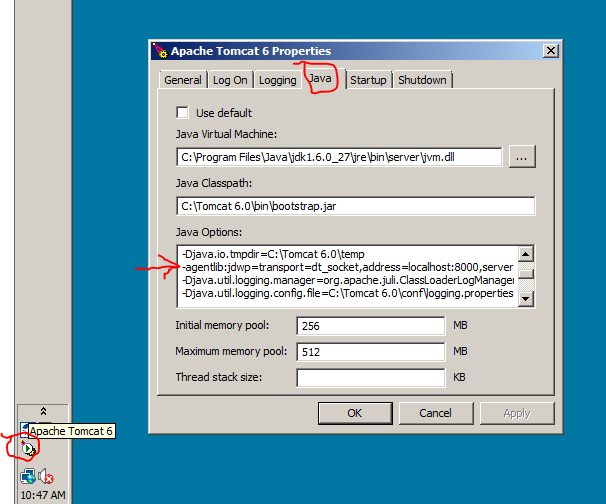 Apache Tomcat 6 Properties
General Log On Logging Java Startup Shutdown
Use default
Java Virtual Machine:
C:\Program Files\Java\jdk1.6.0_27\jre\bin\server\jvm.dll
...
Java Classpath:
C:\Tomcat 6.0\bin\bootstrap.jar
Java Options:
-Djava.io.tmpdir=C:\Tomcat 6.0\temp
-agentlib:jdwp=transport=dt_socket,address=localhost:8000,server
-Djava.util.logging.manager=org.apache.juli.ClassLoaderLogManager
-Djava.util.logging.config.file=C:\Tomcat 6.0\conf\logging.properties
Initial memory pool: 256 MB
Maximum memory pool: 512 MB
Thread stack size: KB
OK Cancel Apply
Apache Tomcat 6
10:47 AM